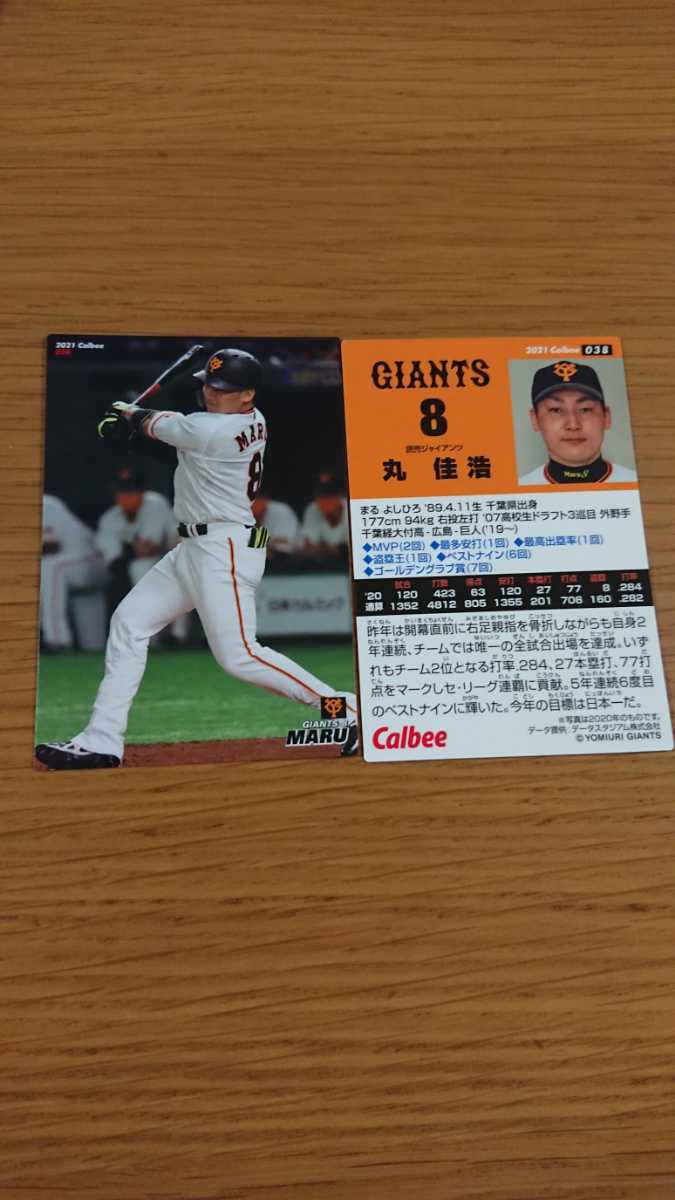 2021 Calbee
038
MARU
8
GIANTS 8
MARU
2021 Calbee 038
GIANTS
8
読売ジャイアンツ
丸 佳浩
Maru 8
まる よしひろ '89.4.11生 千葉県出身
177cm 94kg 右投左打 '07高校生ドラフト3巡目 外野手
千葉経大付高-広島-巨人('19〜)
◆MVP(2回) ◆最多安打(1回) ◆最高出塁率(1回)
◆盗塁王(1回) ◆ベストナイン(6回)
◆ゴールデングラブ賞(7回)
試合 打数 得点 安打 本塁打 打点 盗塁 打率
'20 120 423 63 120 27 77 8 .284
通算 1352 4812 805 1355 201 706 160 .282
昨年は開幕直前に右足親指を骨折しながらも自身2
年連続、チームでは唯一の全試合出場を達成。いず
れもチーム2位となる打率.284、27本塁打、77打
点をマークしセ・リーグ連覇に貢献。5年連続6度目
のベストナインに輝いた。今年の目標は日本一だ。
※写真は2020年のものです。
データ提供：データスタジアム株式会社
Calbee
© YOMIURI GIANTS